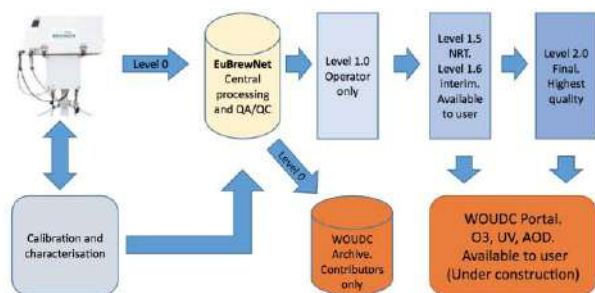 Level 0
EuBrewNet
Central
processing
and QA/QC
Level 1.0
Operator
only
Level 1.5
NRT.
Level 1.6
interim.
Available
to user
Level 2.0
Final.
Highest
quality
Level 0
Calibration and
characterisation
WOUDC
Archive.
Contributors
only
WOUDC Portal.
O3, UV, AOD.
Available to user
(Under construction)